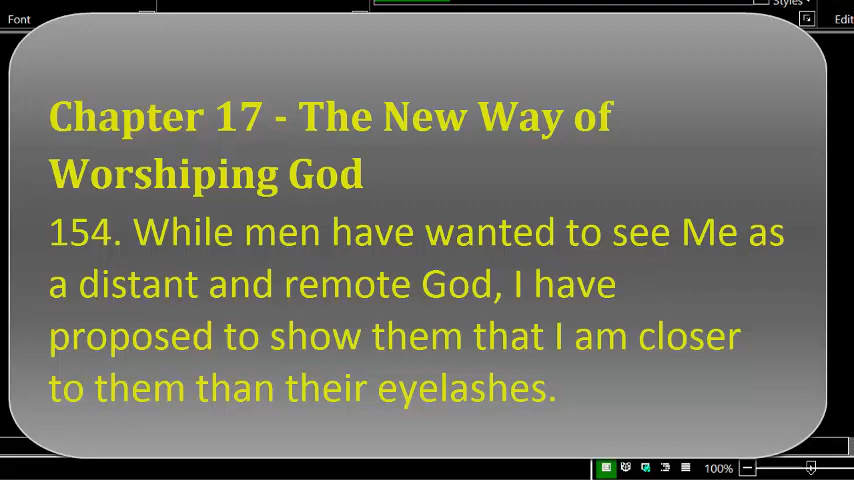 Font
Styles
Edit
Chapter 17 - The New Way of
Worshiping God
154. While men have wanted to see Me as
a distant and remote God, I have
proposed to show them that I am closer
to them than their eyelashes.
100%